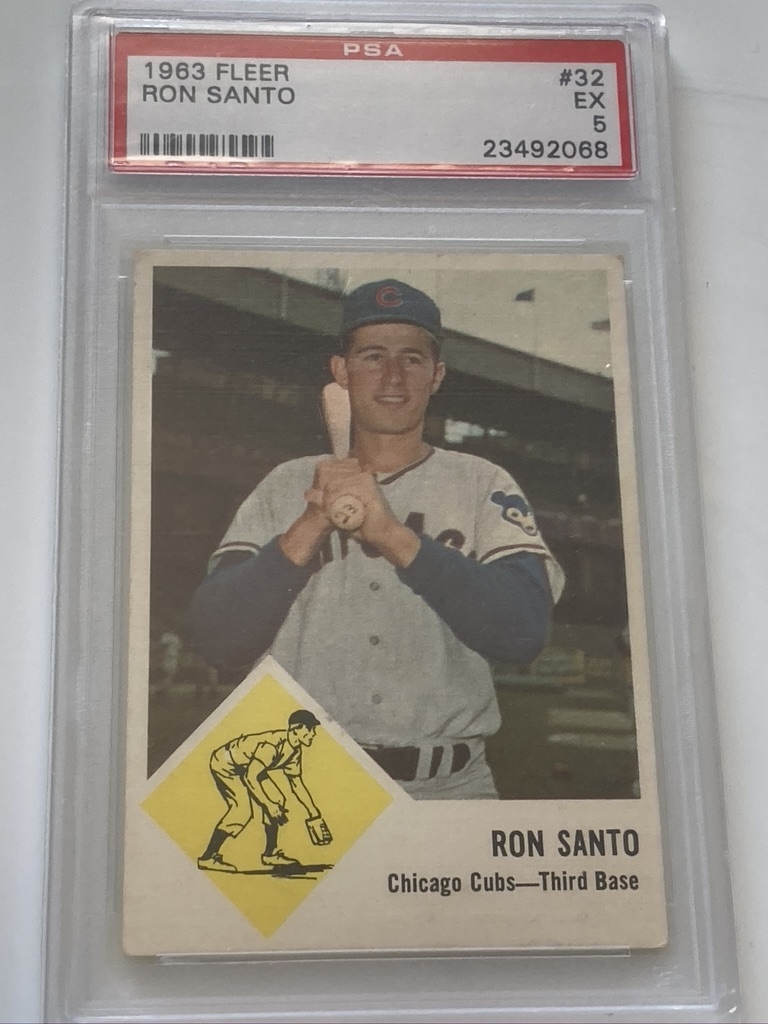 PSA
1963 FLEER #32
RON SANTO EX
5
23492068
C
RON SANTO
Chicago Cubs—Third Base